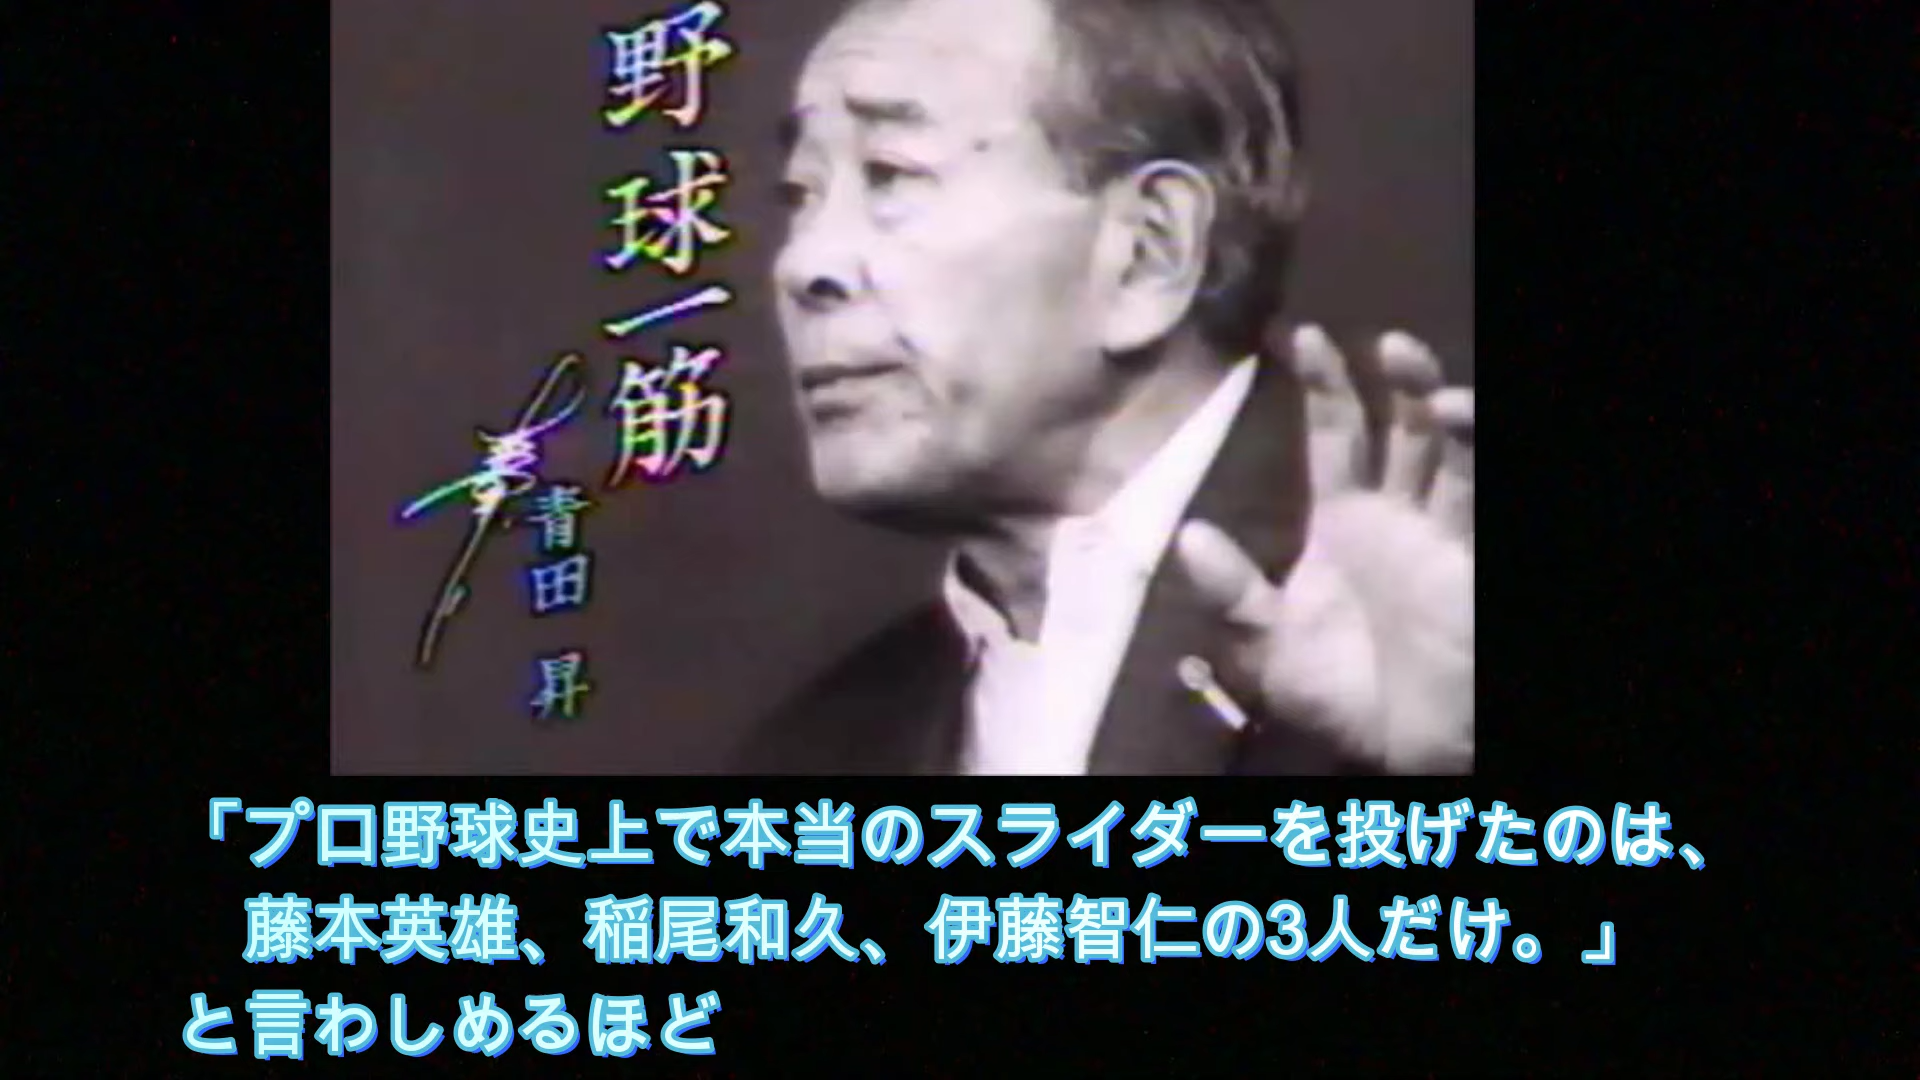 野球一筋
夢
青田 昇
「プロ野球史上で本当のスライダーを投げたのは、
藤本英雄、稲尾和久、伊藤智仁の3人だけ。」
と言わしめるほど